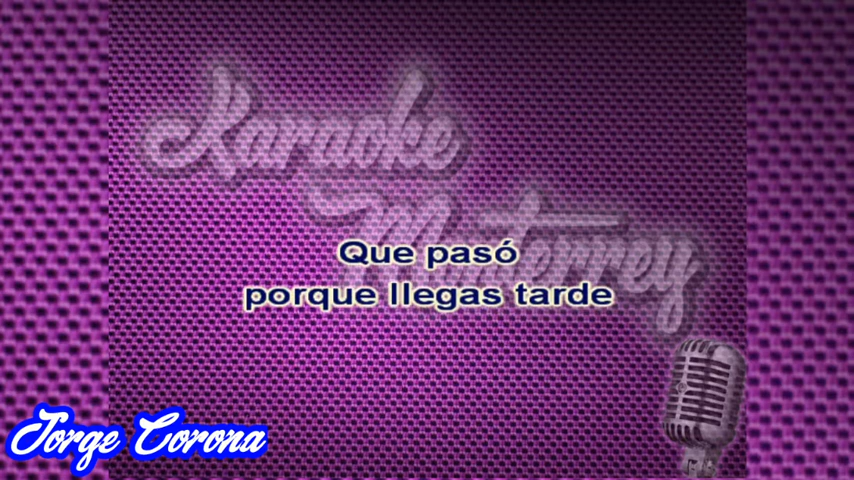 Karaoke
Monterrey
Que pasó
porque llegas tarde
Jorge Corona